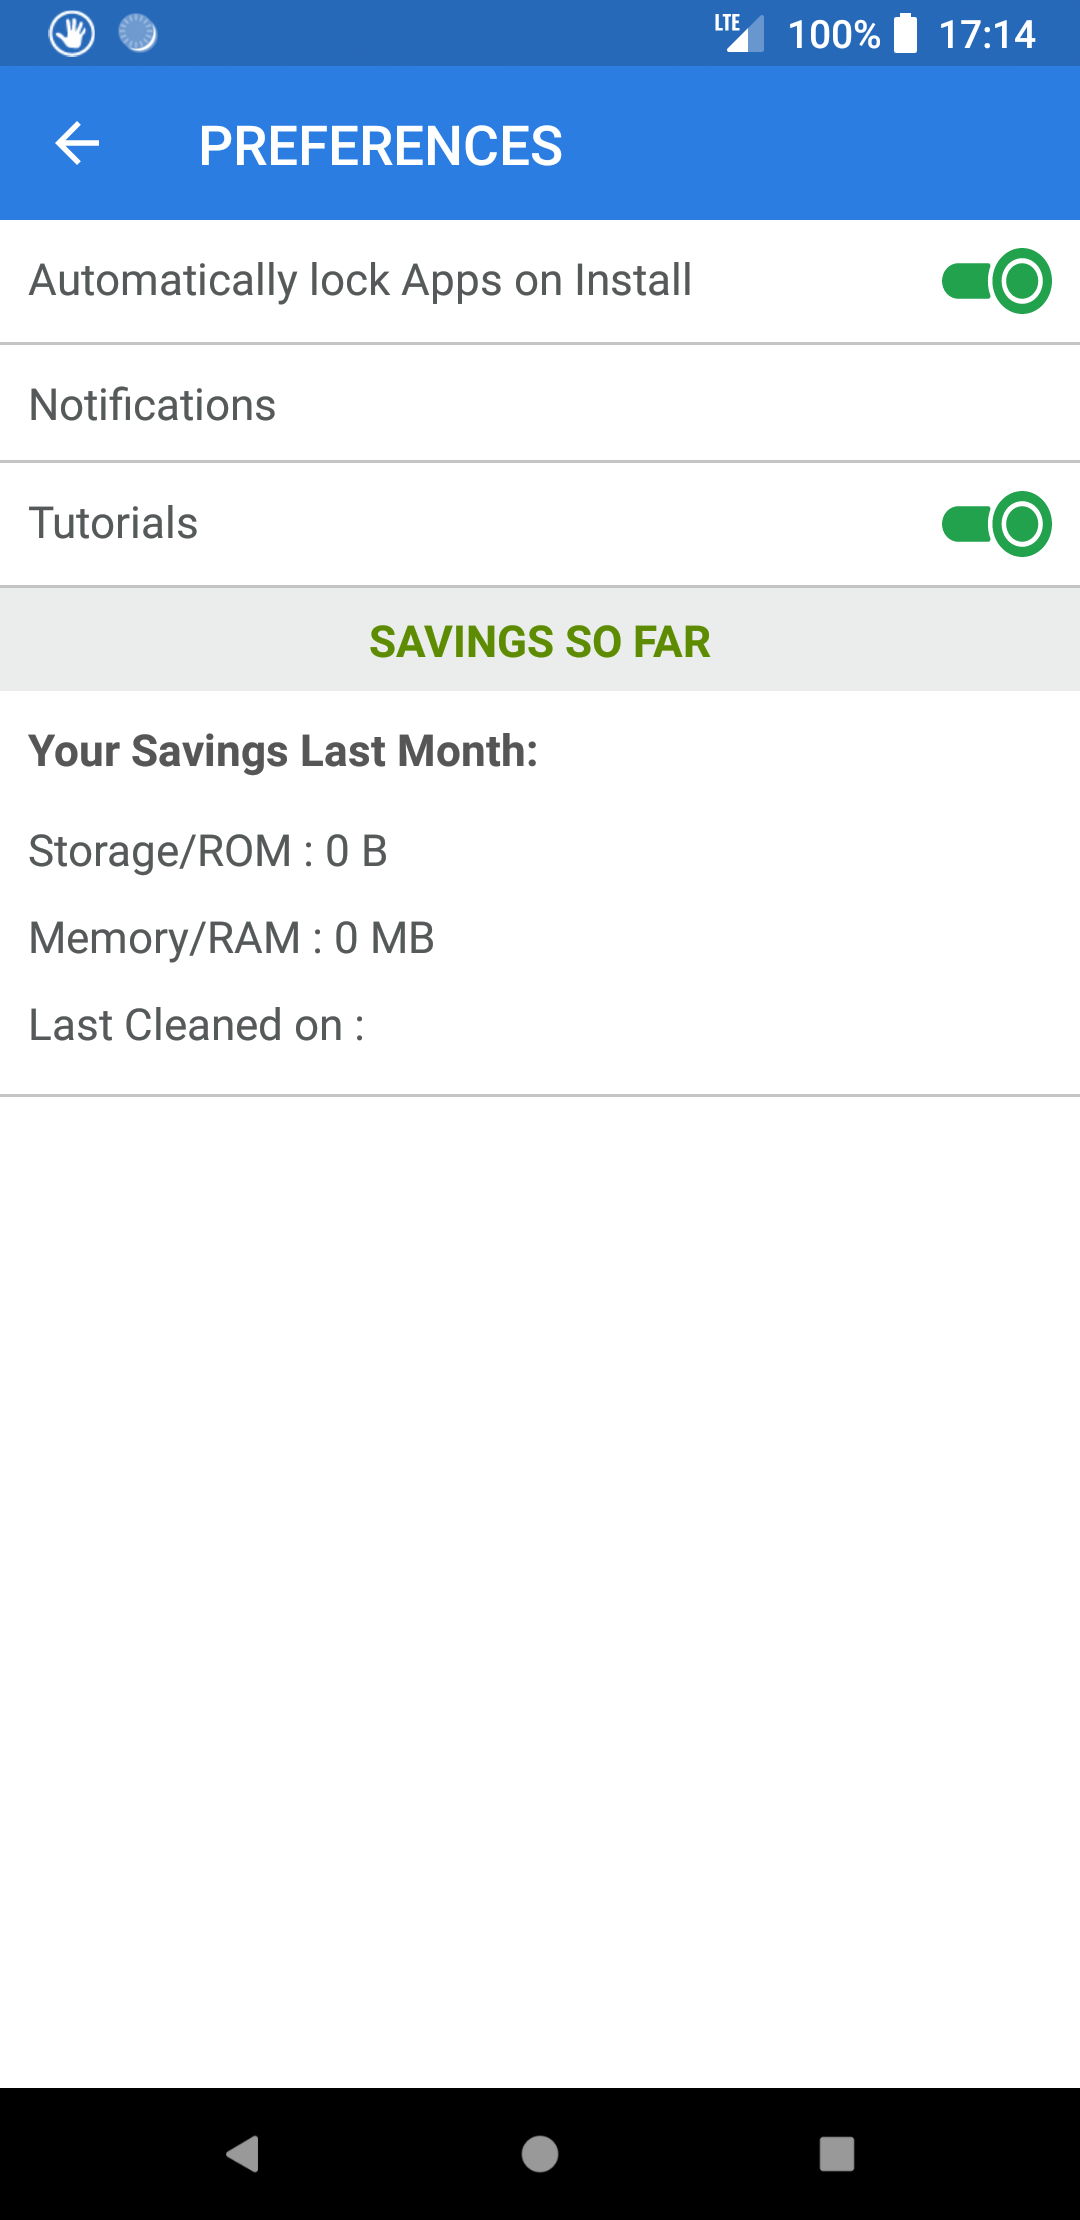 LTE 100% 17:14
PREFERENCES
Automatically lock Apps on Install
Notifications
Tutorials
SAVINGS SO FAR
Your Savings Last Month:
Storage/ROM : 0 B
Memory/RAM : 0 MB
Last Cleaned on :